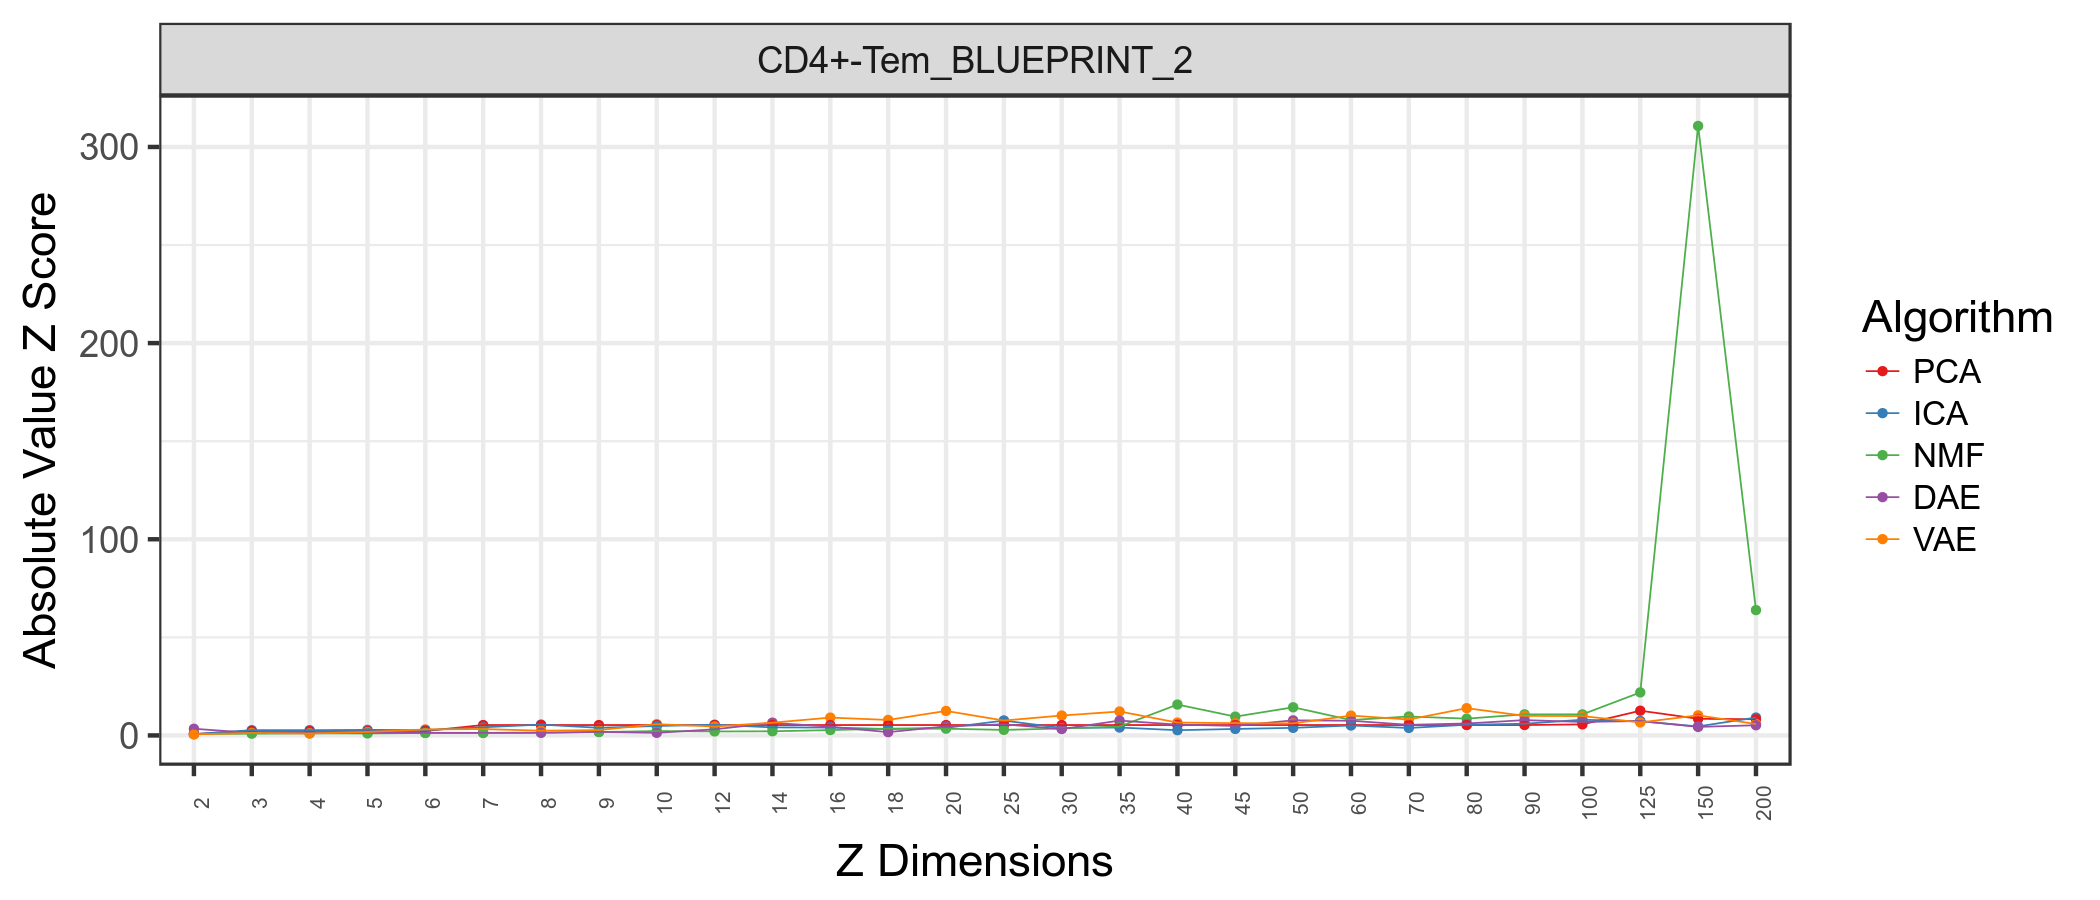 CD4+-Tem_BLUEPRINT_2
Absolute Value Z Score
300
200
100
0
2 3 4 5 6 7 8 9 10 12 14 16 18 20 25 30 35 40 45 50 60 70 80 90 100 125 150 200
Z Dimensions
Algorithm
PCA
ICA
NMF
DAE
VAE